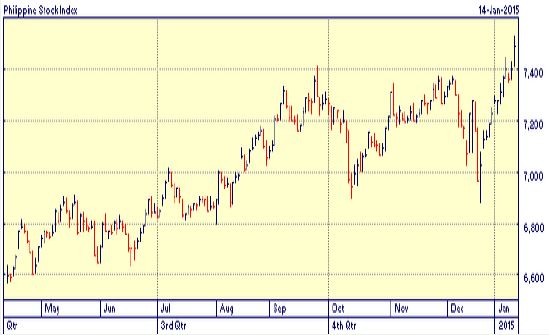 Philippine StockIndex 14-Jan-2015
7,400
7,200
7,000
6,800
6,600
May Jun Jul Aug Sep Oct Nov Dec Jan
Qtr 3rd Qtr 4th Qtr 2015